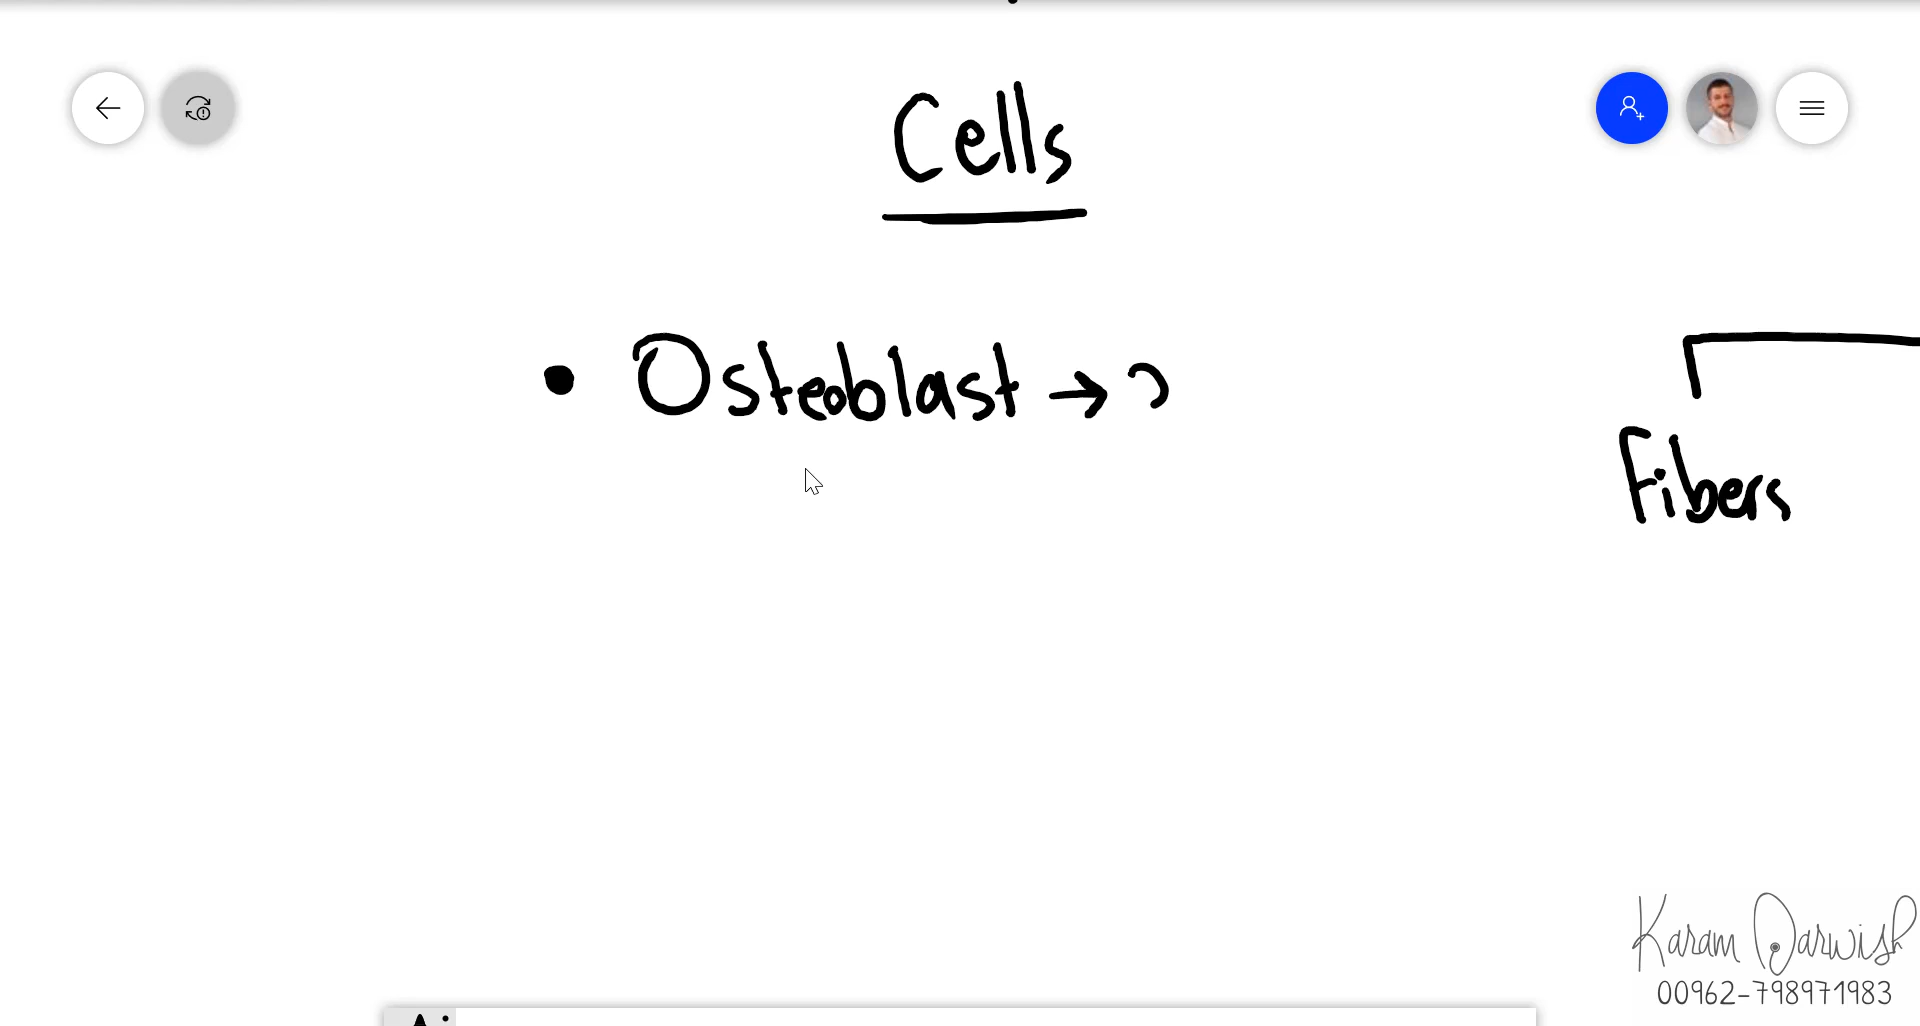 Cells
• Osteoblast →
Fibers
Karam Darwish
00962-798971983